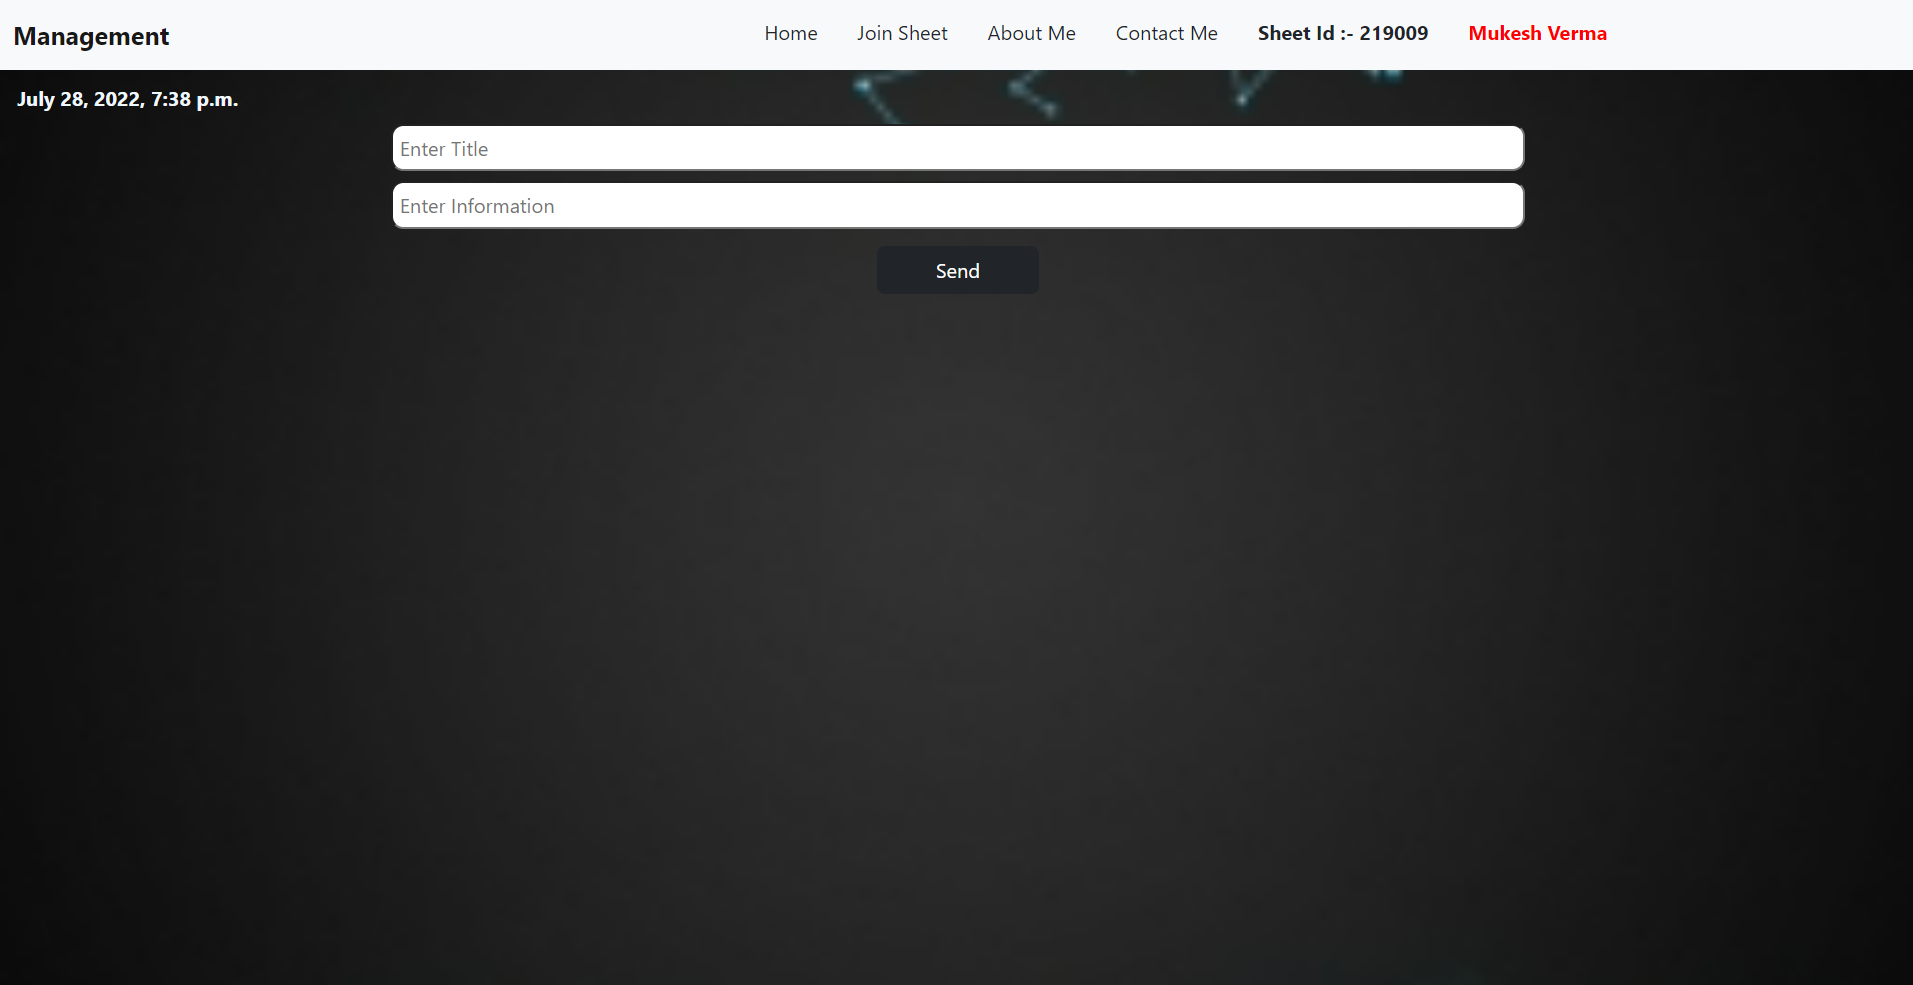 Management Home Join Sheet About Me Contact Me Sheet Id :- 219009 Mukesh Verma
July 28, 2022, 7:38 p.m.
Enter Title
Enter Information
Send